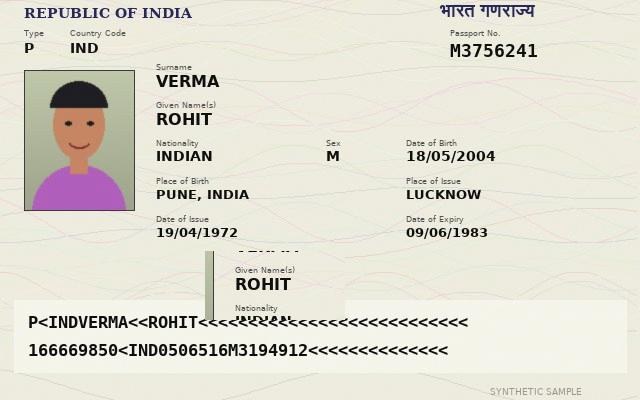 REPUBLIC OF INDIA भारत गणराज्य
Type Country Code Passport No.
P IND M3756241
Surname
VERMA
Given Name(s)
ROHIT
Nationality Sex Date of Birth
INDIAN M 18/05/2004
Place of Birth Place of Issue
PUNE, INDIA LUCKNOW
Date of Issue Date of Expiry
19/04/1972 09/06/1983
Given Name(s)
ROHIT
Nationality
P<INDVERMA<<ROHIT<<<<<<<<<<<<<<<<<<<<<<<<<<<
166669850<IND0506516M3194912<<<<<<<<<<<<<<
SYNTHETIC SAMPLE